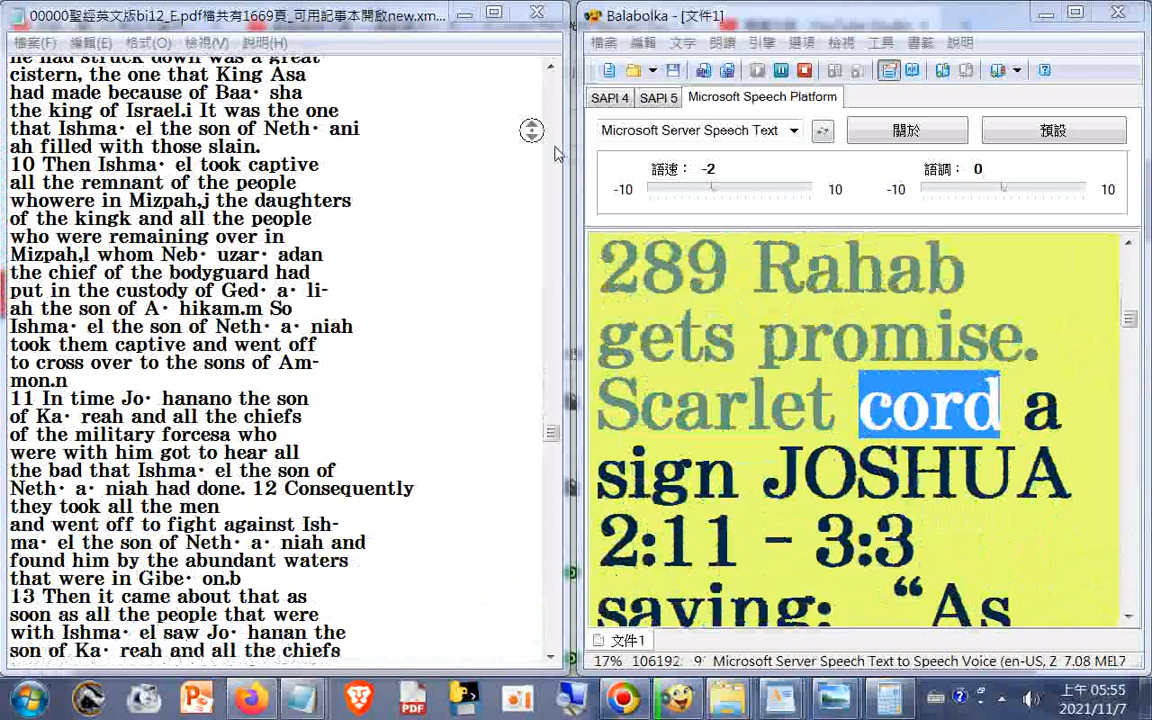 00000聖經英文版bi12_E.pdf檔共有1669頁_可用記事本開啟new.xm...
檔案(F) 編輯(E) 格式(O) 檢視(V) 說明(H)
he had struck down was a great
cistern, the one that King Asa
had made because of Baa· sha
the king of Israel.i It was the one
that Ishma· el the son of Neth· ani
ah filled with those slain.
10 Then Ishma· el took captive
all the remnant of the people
whowere in Mizpah,j the daughters
of the kingk and all the people
who were remaining over in
Mizpah,l whom Neb· uzar· adan
the chief of the bodyguard had
put in the custody of Ged· a· li-
ah the son of A· hikam.m So
Ishma· el the son of Neth· a· niah
took them captive and went off
to cross over to the sons of Am-
mon.n
11 In time Jo· hanano the son
of Ka· reah and all the chiefs
of the military forcesa who
were with him got to hear all
the bad that Ishma· el the son of
Neth· a· niah had done. 12 Consequently
they took all the men
and went off to fight against Ish-
ma· el the son of Neth· a· niah and
found him by the abundant waters
that were in Gibe· on.b
13 Then it came about that as
soon as all the people that were
with Ishma· el saw Jo· hanan the
son of Ka· reah and all the chiefs
Balabolka - [文件1]
檔案 編輯 文字 朗讀 引擎 選項 檢視 工具 書籤 說明
SAPI 4 SAPI 5 Microsoft Speech Platform
Microsoft Server Speech Text 關於 預設
語速: -2 語調: 0
-10 10 -10 10
289 Rahab
gets promise.
Scarlet cord a
sign JOSHUA
2:11 - 3:3
saying: “As
文件1
17% 106192 Microsoft Server Speech Text to Speech Voice (en-US, Z 7.08 ME
PDF
上午 05:55
2021/11/7